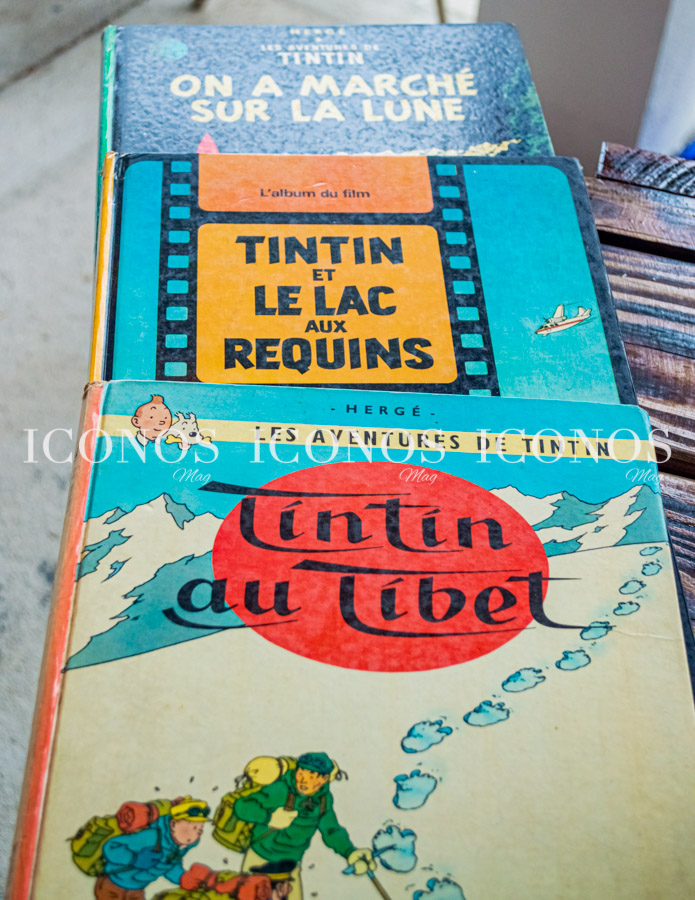 HERGÉ
LES AVENTURES DE
TINTIN
ON A MARCHÉ
SUR LA LUNE
L'album du film
TINTIN
ET
LE LAC
AUX
REQUINS
- HERGÉ -
LES AVENTURES DE TINTIN
ICONOS ICONOS ICONOS
Mag Mag Mag
Tintin
au Tibet